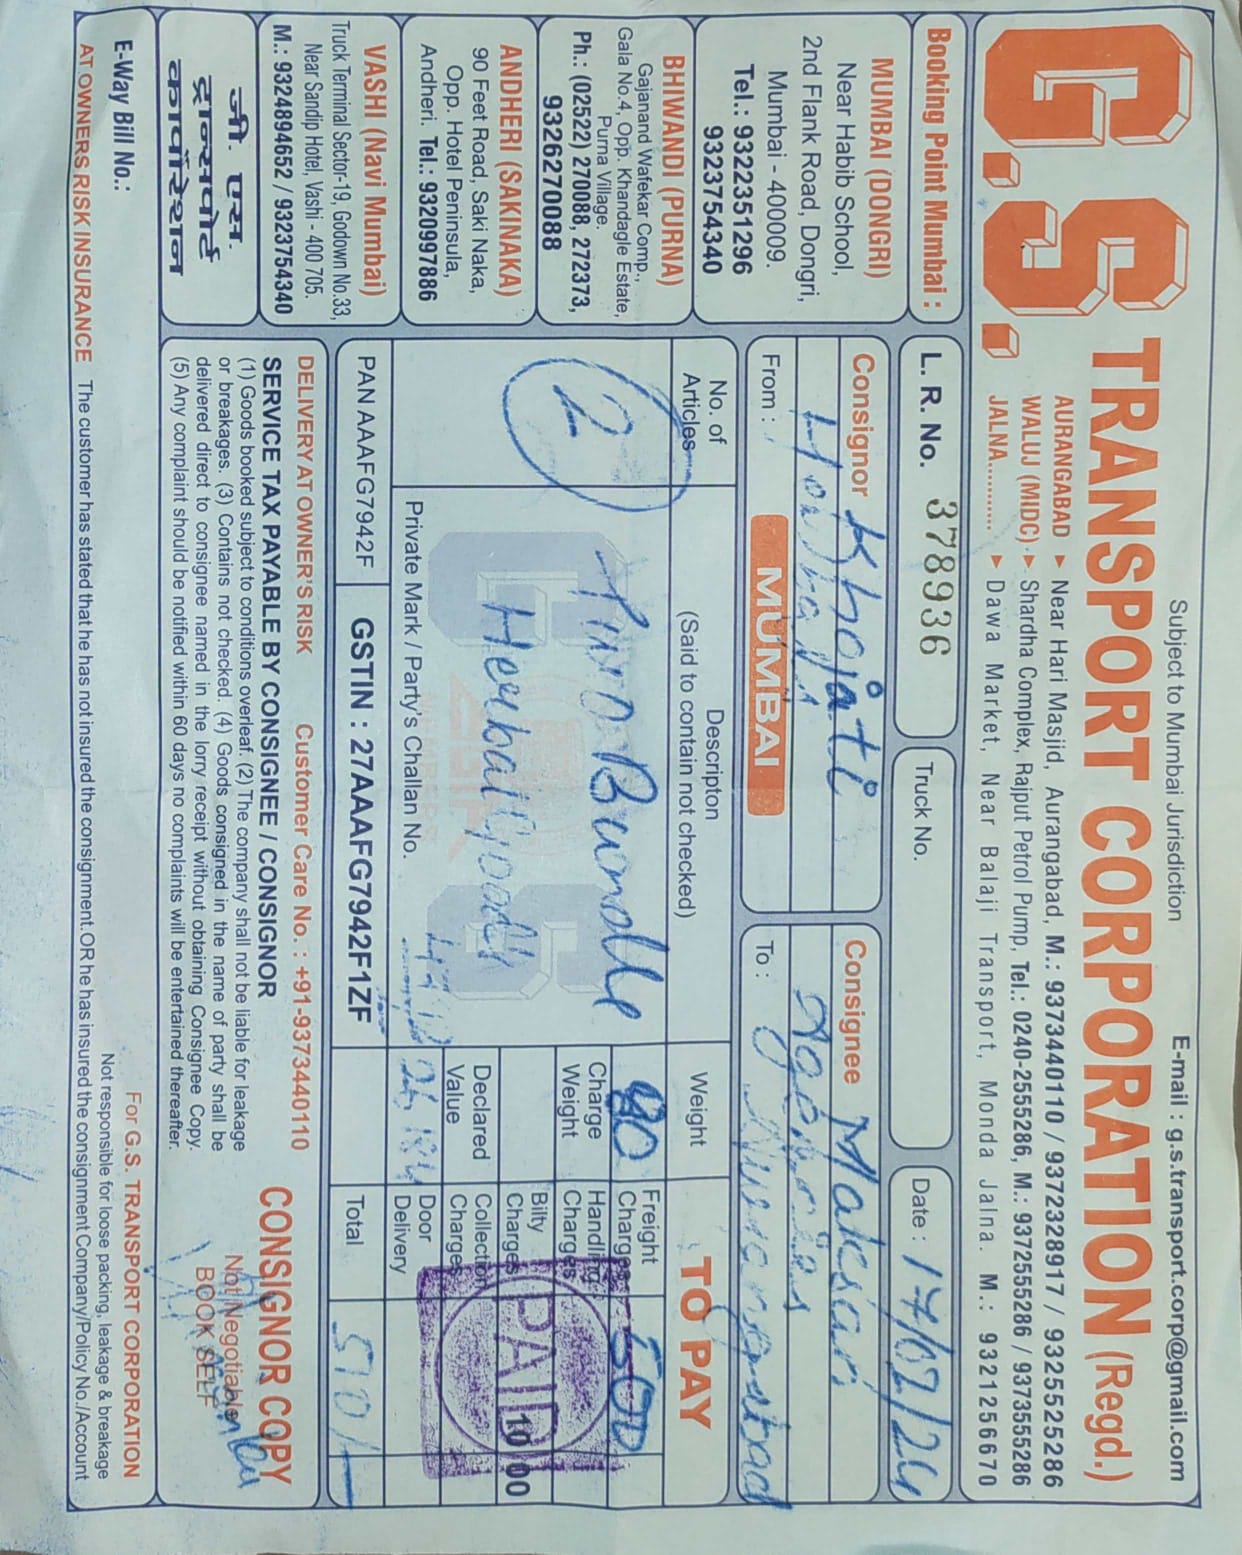 Subject to Mumbai Jurisdiction
E-mail : g.s.transport.corp@gmail.com
G.S. TRANSPORT CORPORATION (Regd.)
AURANGABAD ▸ Near Hari Masjid, Aurangabad, M.: 9373440110 / 9372328917 / 9325525286
WALUJ (MIDC) ▸ Shardha Complex, Rajput Petrol Pump, Tel.: 0240-2555286, M.: 9372555286 / 9373555286
JALNA........... ▸ Dawa Market, Near Balaji Transport, Monda Jalna. M.: 9321256670
Booking Point Mumbai :
L. R. No. 378936
Truck No.
Date : 17/02/24
MUMBAI (DONGRI)
Near Habib School,
2nd Flank Road, Dongri,
Mumbai - 400009.
Tel.: 9322351296
9323754340
BHIWANDI (PURNA)
Gajanand Wafekar Comp.,
Gala No.4, Opp. Khandagle Estate,
Purna Village.
Ph.: (02522) 270088, 272373,
9326270088
ANDHERI (SAKINAKA)
90 Feet Road, Saki Naka,
Opp. Hotel Peninsula,
Andheri. Tel.: 9320997886
VASHI (Navi Mumbai)
Truck Terminal Sector-19, Godown No.33,
Near Sandip Hotel, Vashi - 400 705.
M.: 9324894652 / 9323754340
जी. एस.
ट्रान्सपोर्ट
कार्पोरेशन
Consignor Khojati
From : MUMBAI
Consignee Maksari
To :
No. of Articles
Descripton
(Said to contain not checked)
Weight
TO PAY
2
Bundle
Herbal Goods
80
Charge Weight
Declared Value
Freight Charges 500
Handling Charges
Bilty Charges 10 00
Collection Charges
Door Delivery
PAID
Private Mark / Party's Challan No.
PAN AAAFG7942F
GSTIN : 27AAAFG7942F1ZF
Total 510/-
DELIVERY AT OWNER'S RISK Customer Care No. : +91-9373440110
SERVICE TAX PAYABLE BY CONSIGNEE / CONSIGNOR
(1) Goods booked subject to conditions overleaf. (2) The company shall not be liable for leakage
or breakages. (3) Contains not checked. (4) Goods consigned in the name of party shall be
delivered direct to consignee named in the lorry receipt without obtaining Consignee Copy.
(5) Any complaint should be notified within 60 days no complaints will be entertained thereafter.
CONSIGNOR COPY
Not Negotiable
BOOK SELF
E-Way Bill No.:
For G.S. TRANSPORT CORPORATION
Not responsible for loose packing, leakage & breakage
AT OWNERS RISK INSURANCE The customer has stated that he has not insured the consignment OR he has insured the consignment Company/Policy No./Account